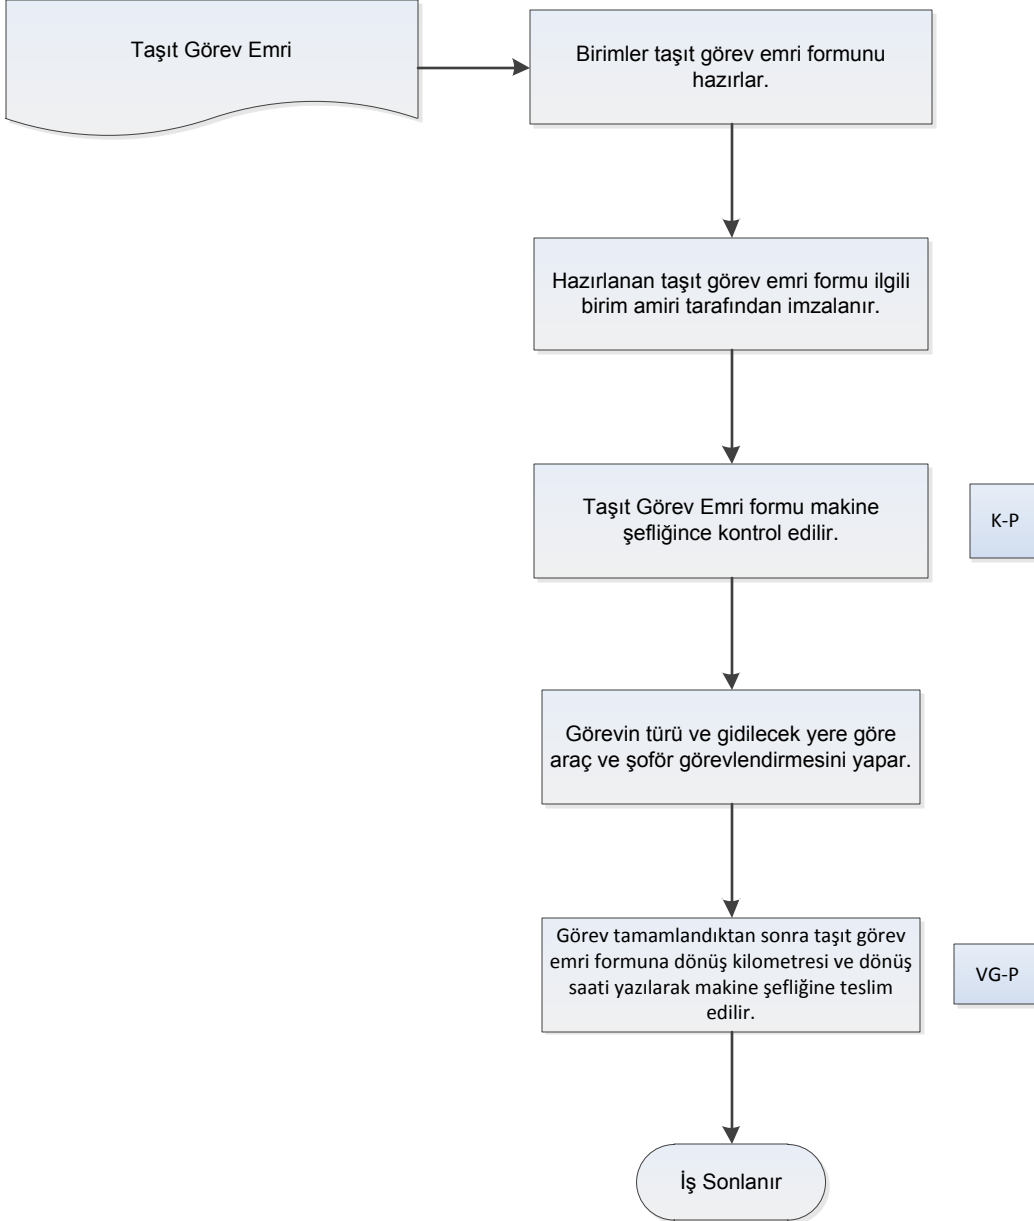 Taşıt Görev Emri
Birimler taşıt görev emri formunu
hazırlar.
Hazırlanan taşıt görev emri formu ilgili
birim amiri tarafından imzalanır.
Taşıt Görev Emri formu makine
şefliğince kontrol edilir.
K-P
Görevin türü ve gidilecek yere göre
araç ve şoför görevlendirmesini yapar.
Görev tamamlandıktan sonra taşıt görev
emri formuna dönüş kilometresi ve dönüş
saati yazılarak makine şefliğine teslim
edilir.
VG-P
İş Sonlanır